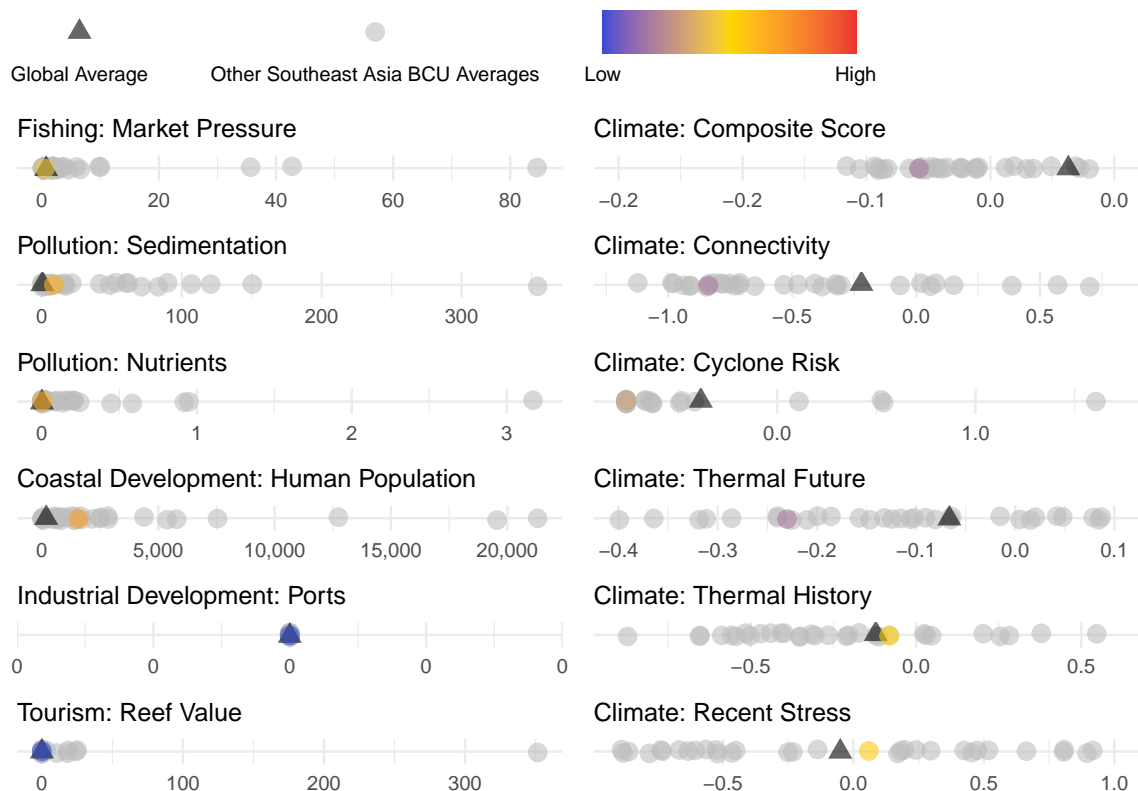 Global Average
Other Southeast Asia BCU Averages
Low
High
Fishing: Market Pressure
0 20 40 60 80
Pollution: Sedimentation
0 100 200 300
Pollution: Nutrients
0 1 2 3
Coastal Development: Human Population
0 5,000 10,000 15,000 20,000
Industrial Development: Ports
0 0 0 0 0
Tourism: Reef Value
0 100 200 300
Climate: Composite Score
−0.2 −0.2 −0.1 0.0 0.0
Climate: Connectivity
−1.0 −0.5 0.0 0.5
Climate: Cyclone Risk
0.0 1.0
Climate: Thermal Future
−0.4 −0.3 −0.2 −0.1 0.0 0.1
Climate: Thermal History
−0.5 0.0 0.5
Climate: Recent Stress
−0.5 0.0 0.5 1.0